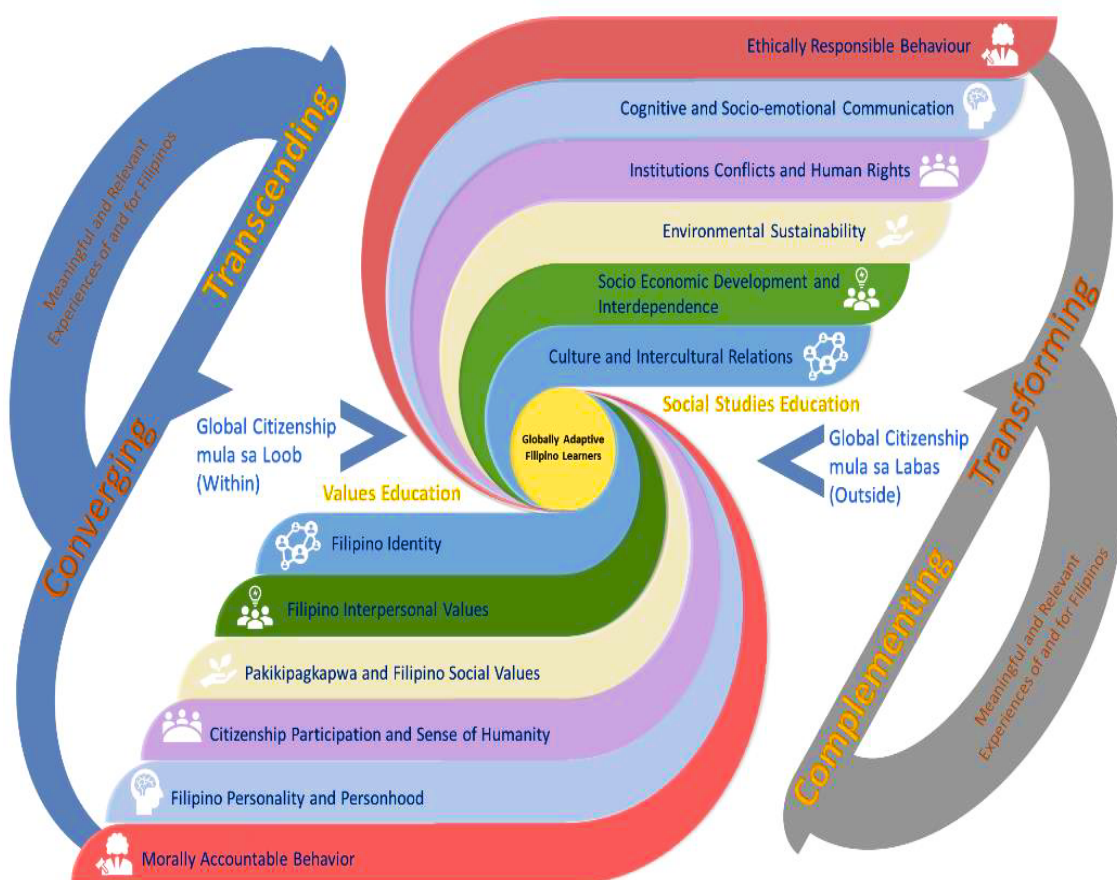 Ethically Responsible Behaviour
Cognitive and Socio-emotional Communication
Institutions Conflicts and Human Rights
Environmental Sustainability
Socio Economic Development and
Interdependence
Culture and Intercultural Relations
Social Studies Education
Globally Adaptive
Filipino Learners
Values Education
Filipino Identity
Filipino Interpersonal Values
Pakikipagkapwa and Filipino Social Values
Citizenship Participation and Sense of Humanity
Filipino Personality and Personhood
Morally Accountable Behavior
Transcending
Converging
Meaningful and Relevant
Experiences of and for Filipinos
Global Citizenship
mula sa Loob
(Within)
Transforming
Complementing
Global Citizenship
mula sa Labas
(Outside)
Meaningful and Relevant
Experiences of and for Filipinos